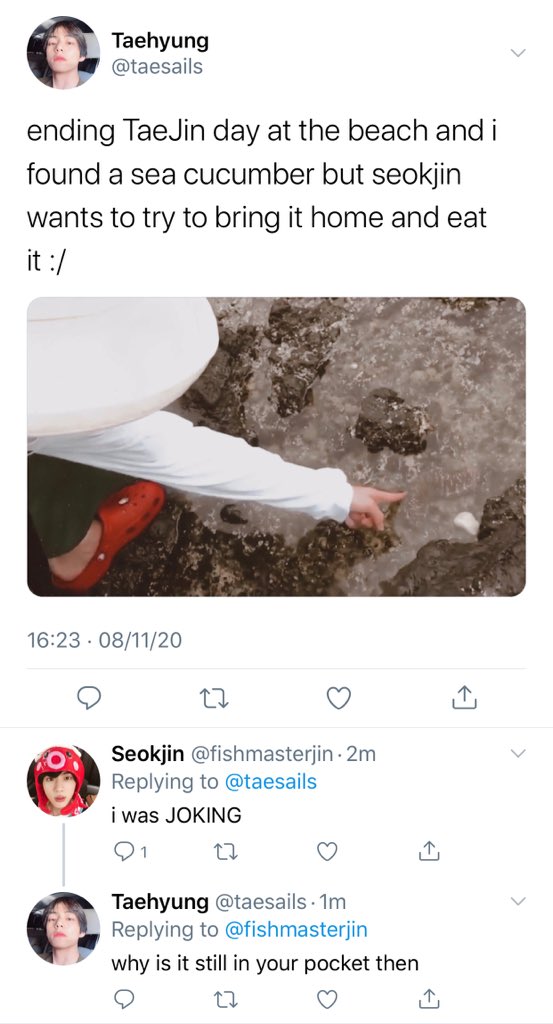 Taehyung
@taesails
ending TaeJin day at the beach and i
found a sea cucumber but seokjin
wants to try to bring it home and eat
it :/
16:23 · 08/11/20
Seokjin @fishmasterjin · 2m
Replying to @taesails
i was JOKING
1
Taehyung @taesails · 1m
Replying to @fishmasterjin
why is it still in your pocket then